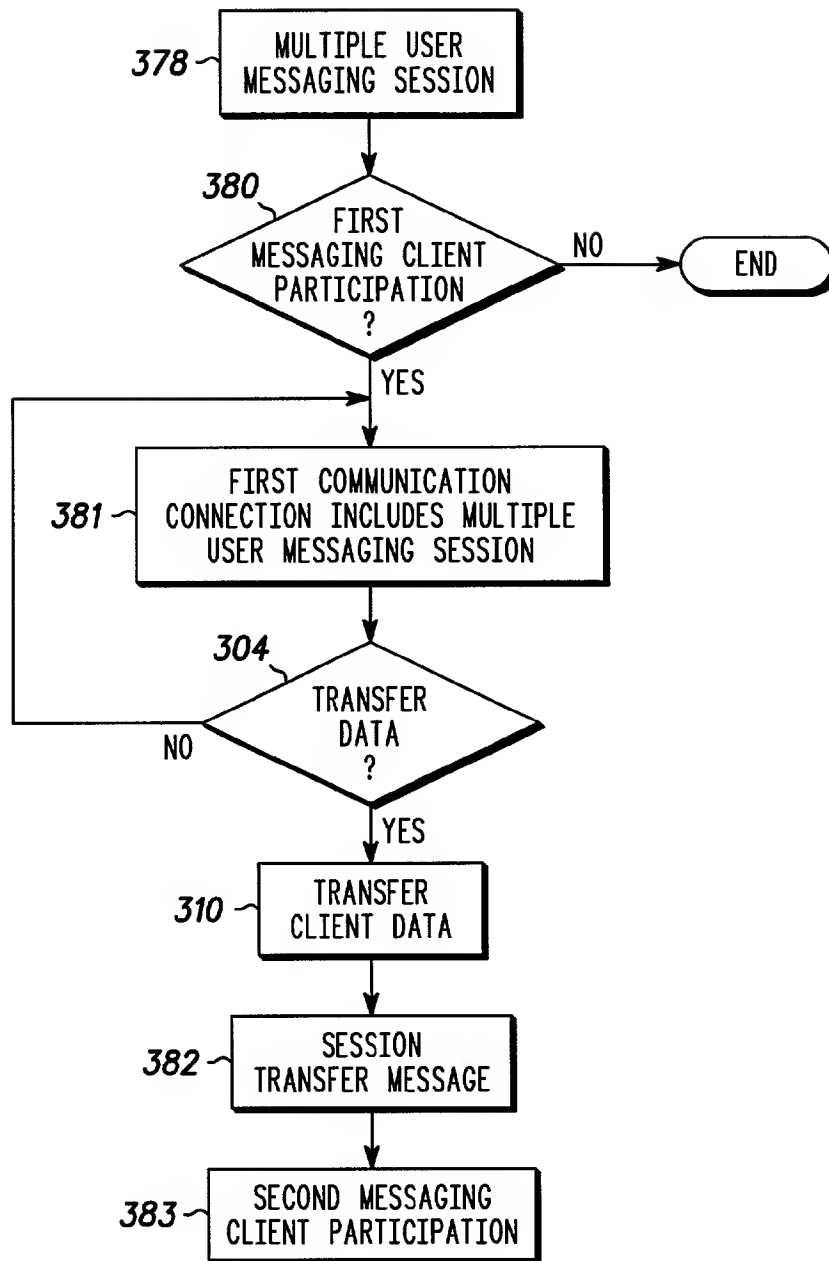 378
MULTIPLE USER
MESSAGING SESSION
380
FIRST
MESSAGING CLIENT
PARTICIPATION
?
NO
END
YES
381
FIRST COMMUNICATION
CONNECTION INCLUDES MULTIPLE
USER MESSAGING SESSION
304
TRANSFER
DATA
?
NO
YES
310
TRANSFER
CLIENT DATA
382
SESSION
TRANSFER MESSAGE
383
SECOND MESSAGING
CLIENT PARTICIPATION